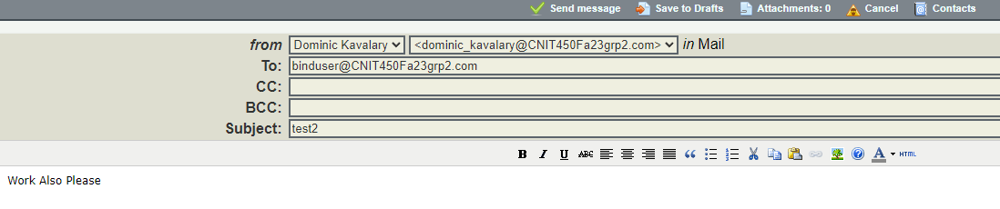 Send message Save to Drafts Attachments: 0 Cancel Contacts
from Dominic Kavalary <dominic_kavalary@CNIT450Fa23grp2.com> in Mail
To: binduser@CNIT450Fa23grp2.com
CC:
BCC:
Subject: test2
B I U ABC A HTML
Work Also Please